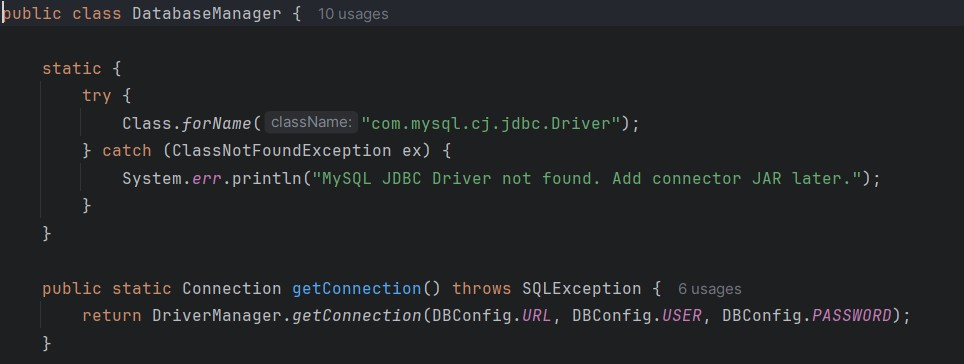 public class DatabaseManager { 10 usages
static {
try {
Class.forName( className: "com.mysql.cj.jdbc.Driver");
} catch (ClassNotFoundException ex) {
System.err.println("MySQL JDBC Driver not found. Add connector JAR later.");
}
}
public static Connection getConnection() throws SQLException { 6 usages
return DriverManager.getConnection(DBConfig.URL, DBConfig.USER, DBConfig.PASSWORD);
}